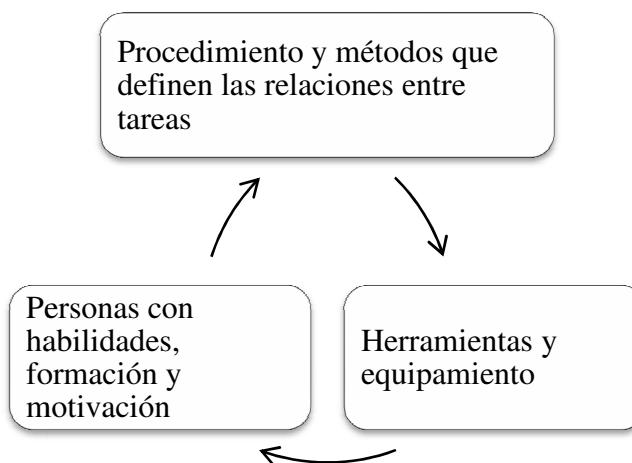 Procedimiento y métodos que
definen las relaciones entre
tareas
Personas con
habilidades,
formación y
motivación
Herramientas y
equipamiento